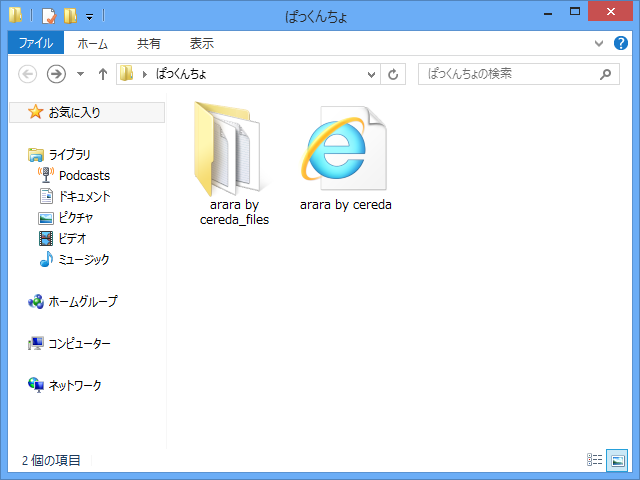 ぱっくんちょ
ファイル
ホーム
共有
表示
ぱっくんちょ
ぱっくんちょの検索
お気に入り
ライブラリ
Podcasts
ドキュメント
ピクチャ
ビデオ
ミュージック
ホームグループ
コンピューター
ネットワーク
arara by
cereda_files
arara by cereda
2 個の項目